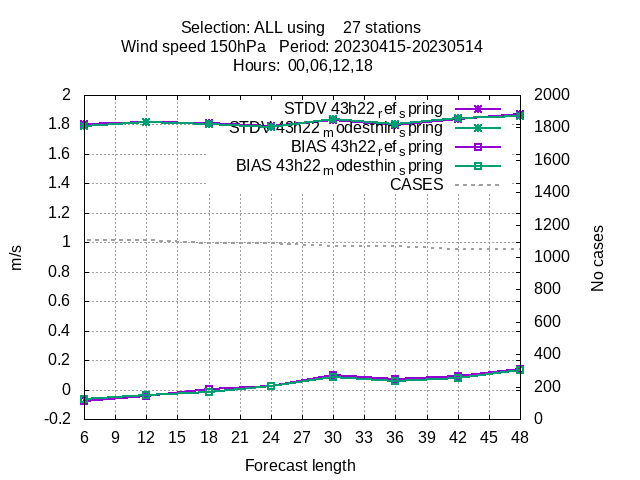 Selection: ALL using    27 stations
Wind speed 150hPa   Period: 20230415-20230514
Hours:  00,06,12,18
STDV 43h22_ref_spring
STDV 43h22_modesthin_spring
BIAS 43h22_ref_spring
BIAS 43h22_modesthin_spring
CASES
2
1.8
1.6
1.4
1.2
1
0.8
0.6
0.4
0.2
0
-0.2
m/s
2000
1800
1600
1400
1200
1000
800
600
400
200
0
No cases
6 9 12 15 18 21 24 27 30 33 36 39 42 45 48
Forecast length